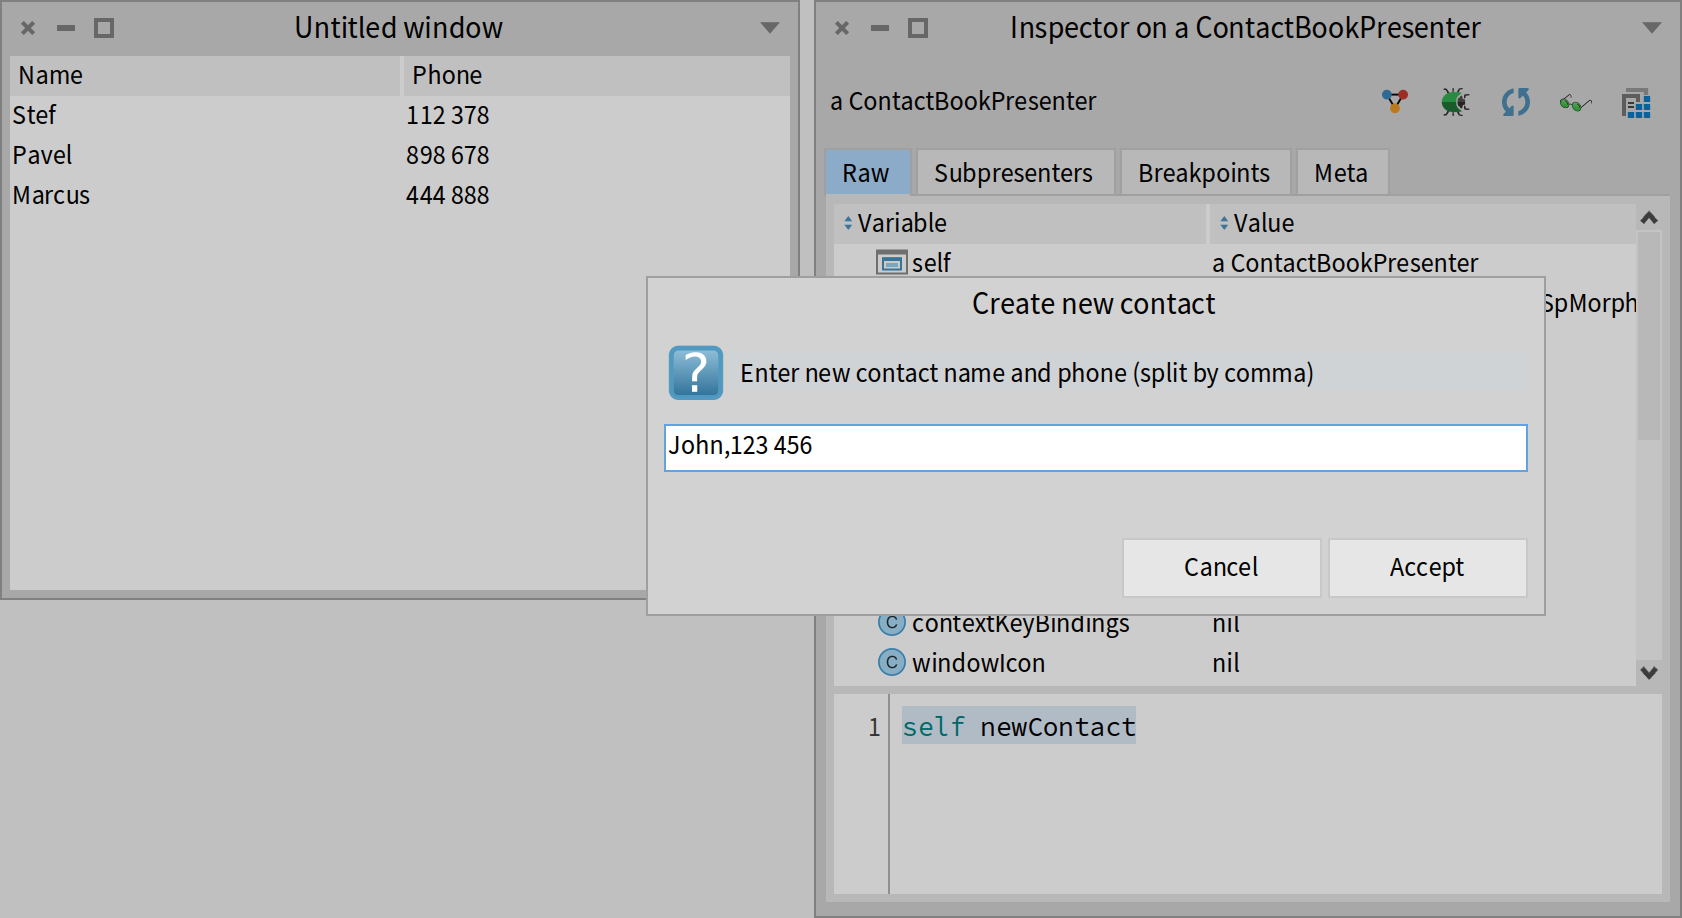 Untitled window
Name Phone
Stef 112 378
Pavel 898 678
Marcus 444 888
Inspector on a ContactBookPresenter
a ContactBookPresenter
Raw Subpresenters Breakpoints Meta
Variable Value
self a ContactBookPresenter
SpMorph
Create new contact
? Enter new contact name and phone (split by comma)
John,123 456
Cancel Accept
C contextKeyBindings nil
C windowIcon nil
1 self newContact